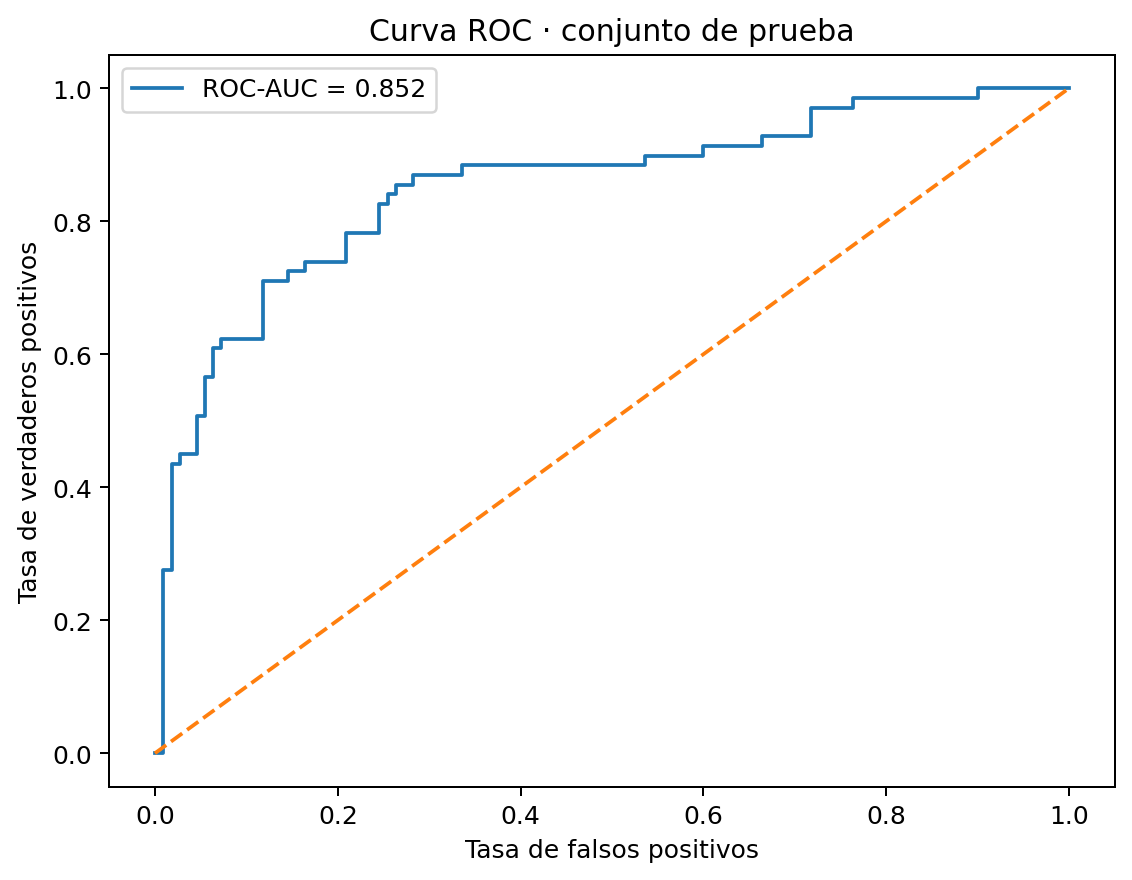 Curva ROC · conjunto de prueba
ROC-AUC = 0.852
Tasa de verdaderos positivos
1.0
0.8
0.6
0.4
0.2
0.0
0.0 0.2 0.4 0.6 0.8 1.0
Tasa de falsos positivos